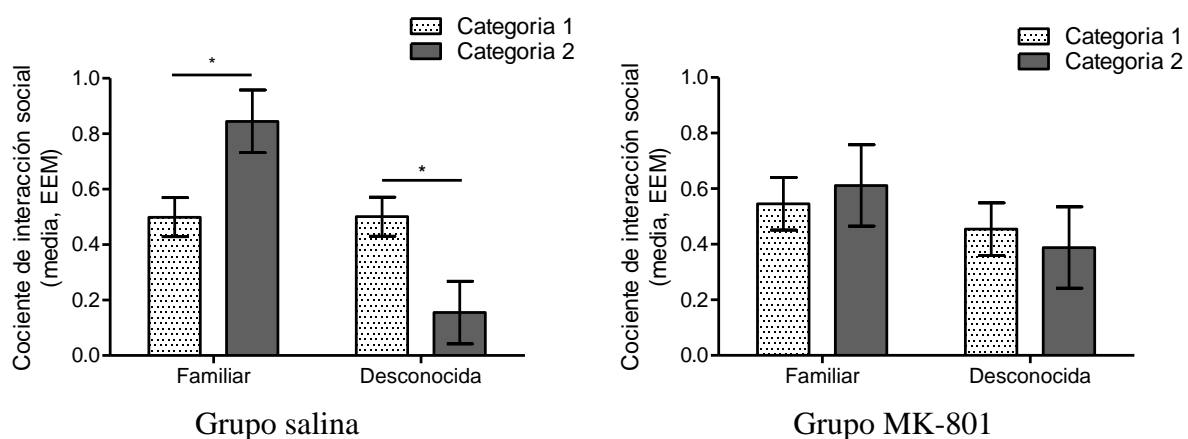 Categoria 1
Categoria 2
Cociente de interacción social
(media, EEM)
1.0
0.8
0.6
0.4
0.2
0.0
*
*
Familiar
Desconocida
Grupo salina
Categoria 1
Categoria 2
Cociente de interacción social
(media, EEM)
1.0
0.8
0.6
0.4
0.2
0.0
Familiar
Desconocida
Grupo MK-801